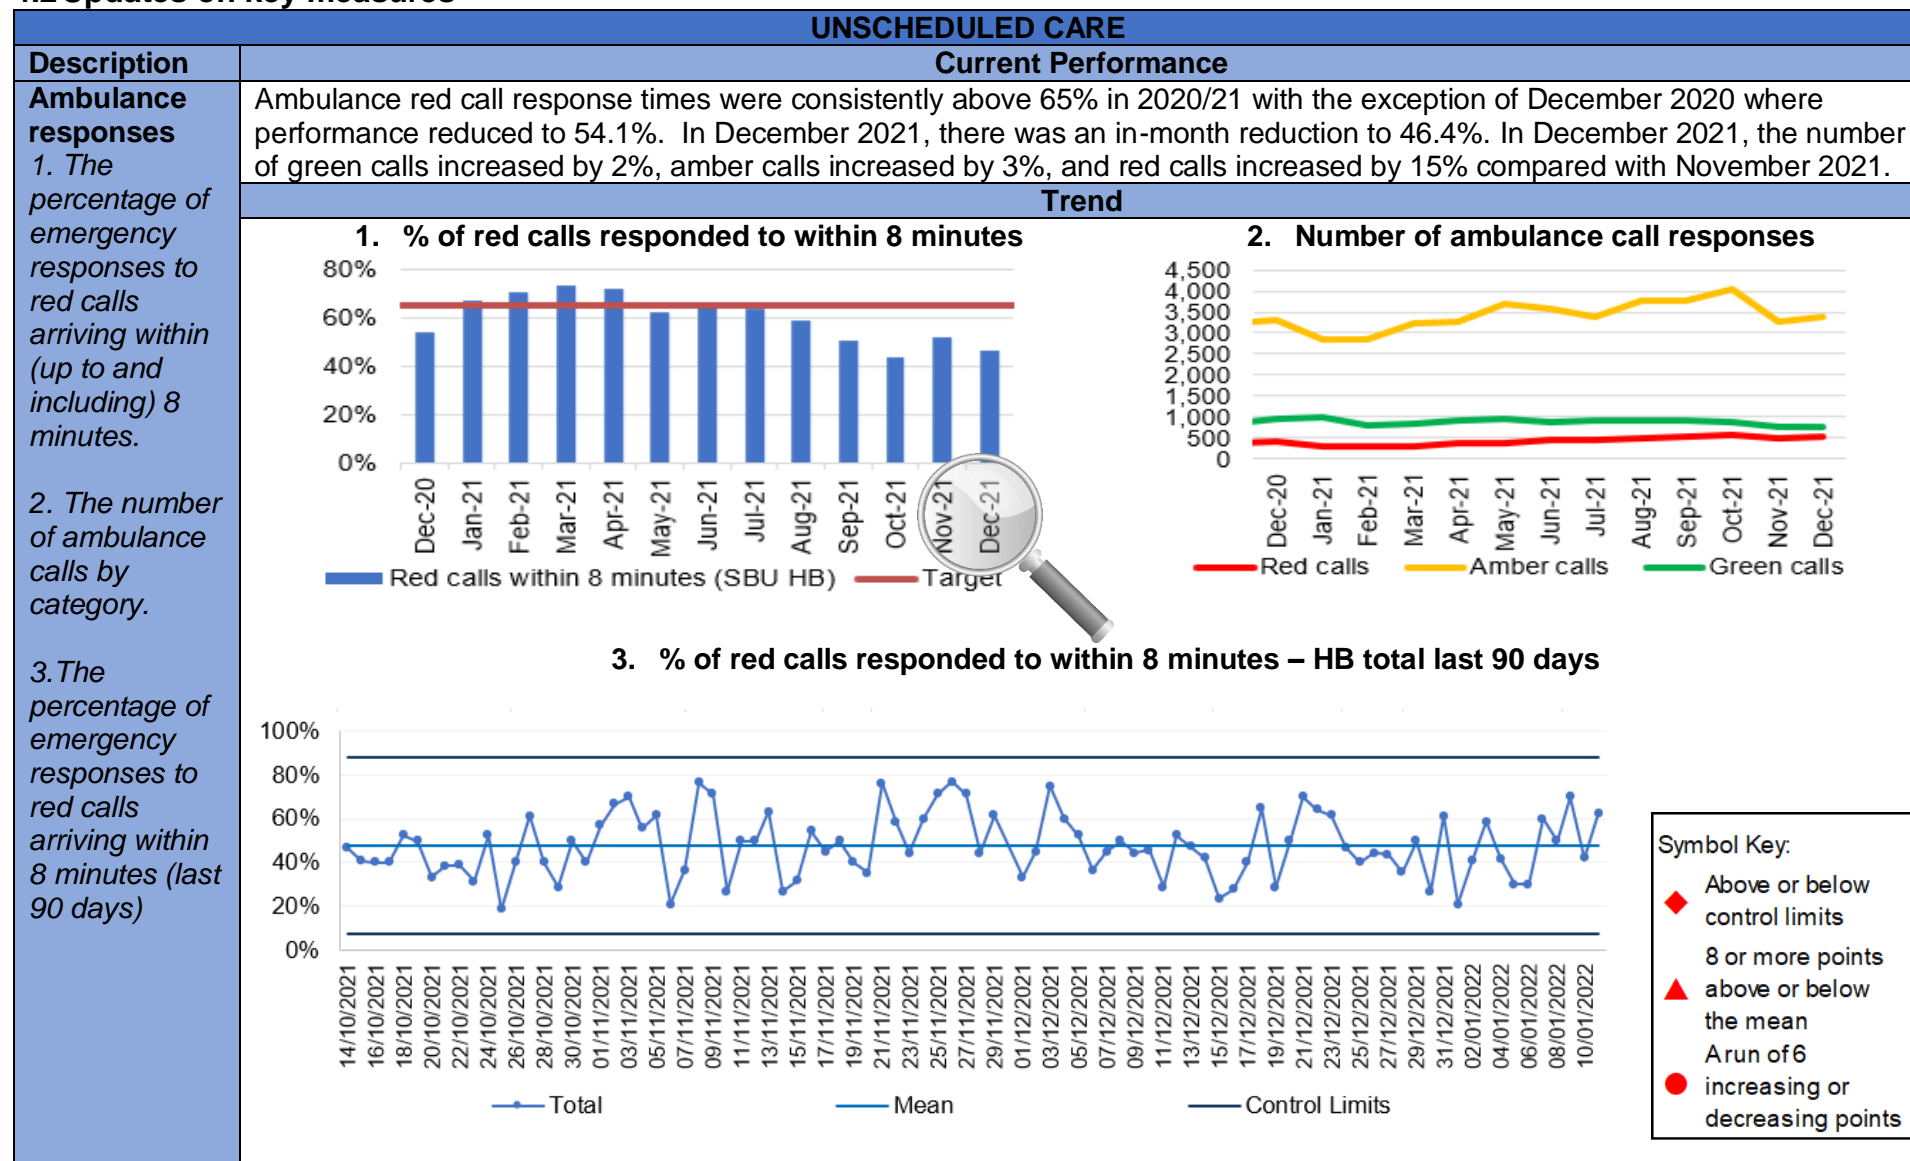 4.2 Updates on key measures
UNSCHEDULED CARE
Description
Current Performance
Ambulance
responses
1. The
percentage of
emergency
responses to
red calls
arriving within
(up to and
including) 8
minutes.
2. The number
of ambulance
calls by
category.
3.The
percentage of
emergency
responses to
red calls
arriving within
8 minutes (last
90 days)
Ambulance red call response times were consistently above 65% in 2020/21 with the exception of December 2020 where
performance reduced to 54.1%. In December 2021, there was an in-month reduction to 46.4%. In December 2021, the number
of green calls increased by 2%, amber calls increased by 3%, and red calls increased by 15% compared with November 2021.
Trend
1. % of red calls responded to within 8 minutes
80%
60%
40%
20%
0%
Dec-20
Jan-21
Feb-21
Mar-21
Apr-21
May-21
Jun-21
Jul-21
Aug-21
Sep-21
Oct-21
Nov-21
Dec-21
Red calls within 8 minutes (SBU HB)
Target
2. Number of ambulance call responses
4,500
4,000
3,500
3,000
2,500
2,000
1,500
1,000
500
0
Dec-20
Jan-21
Feb-21
Mar-21
Apr-21
May-21
Jun-21
Jul-21
Aug-21
Sep-21
Oct-21
Nov-21
Dec-21
Red calls
Amber calls
Green calls
3. % of red calls responded to within 8 minutes – HB total last 90 days
100%
80%
60%
40%
20%
0%
14/10/2021
16/10/2021
18/10/2021
20/10/2021
22/10/2021
24/10/2021
26/10/2021
28/10/2021
30/10/2021
01/11/2021
03/11/2021
05/11/2021
07/11/2021
09/11/2021
11/11/2021
13/11/2021
15/11/2021
17/11/2021
19/11/2021
21/11/2021
23/11/2021
25/11/2021
27/11/2021
29/11/2021
01/12/2021
03/12/2021
05/12/2021
07/12/2021
09/12/2021
11/12/2021
13/12/2021
15/12/2021
17/12/2021
19/12/2021
21/12/2021
23/12/2021
25/12/2021
27/12/2021
29/12/2021
31/12/2021
02/01/2022
04/01/2022
06/01/2022
08/01/2022
10/01/2022
Total
Mean
Control Limits
Symbol Key:
Above or below
control limits
8 or more points
above or below
the mean
A run of 6
increasing or
decreasing points